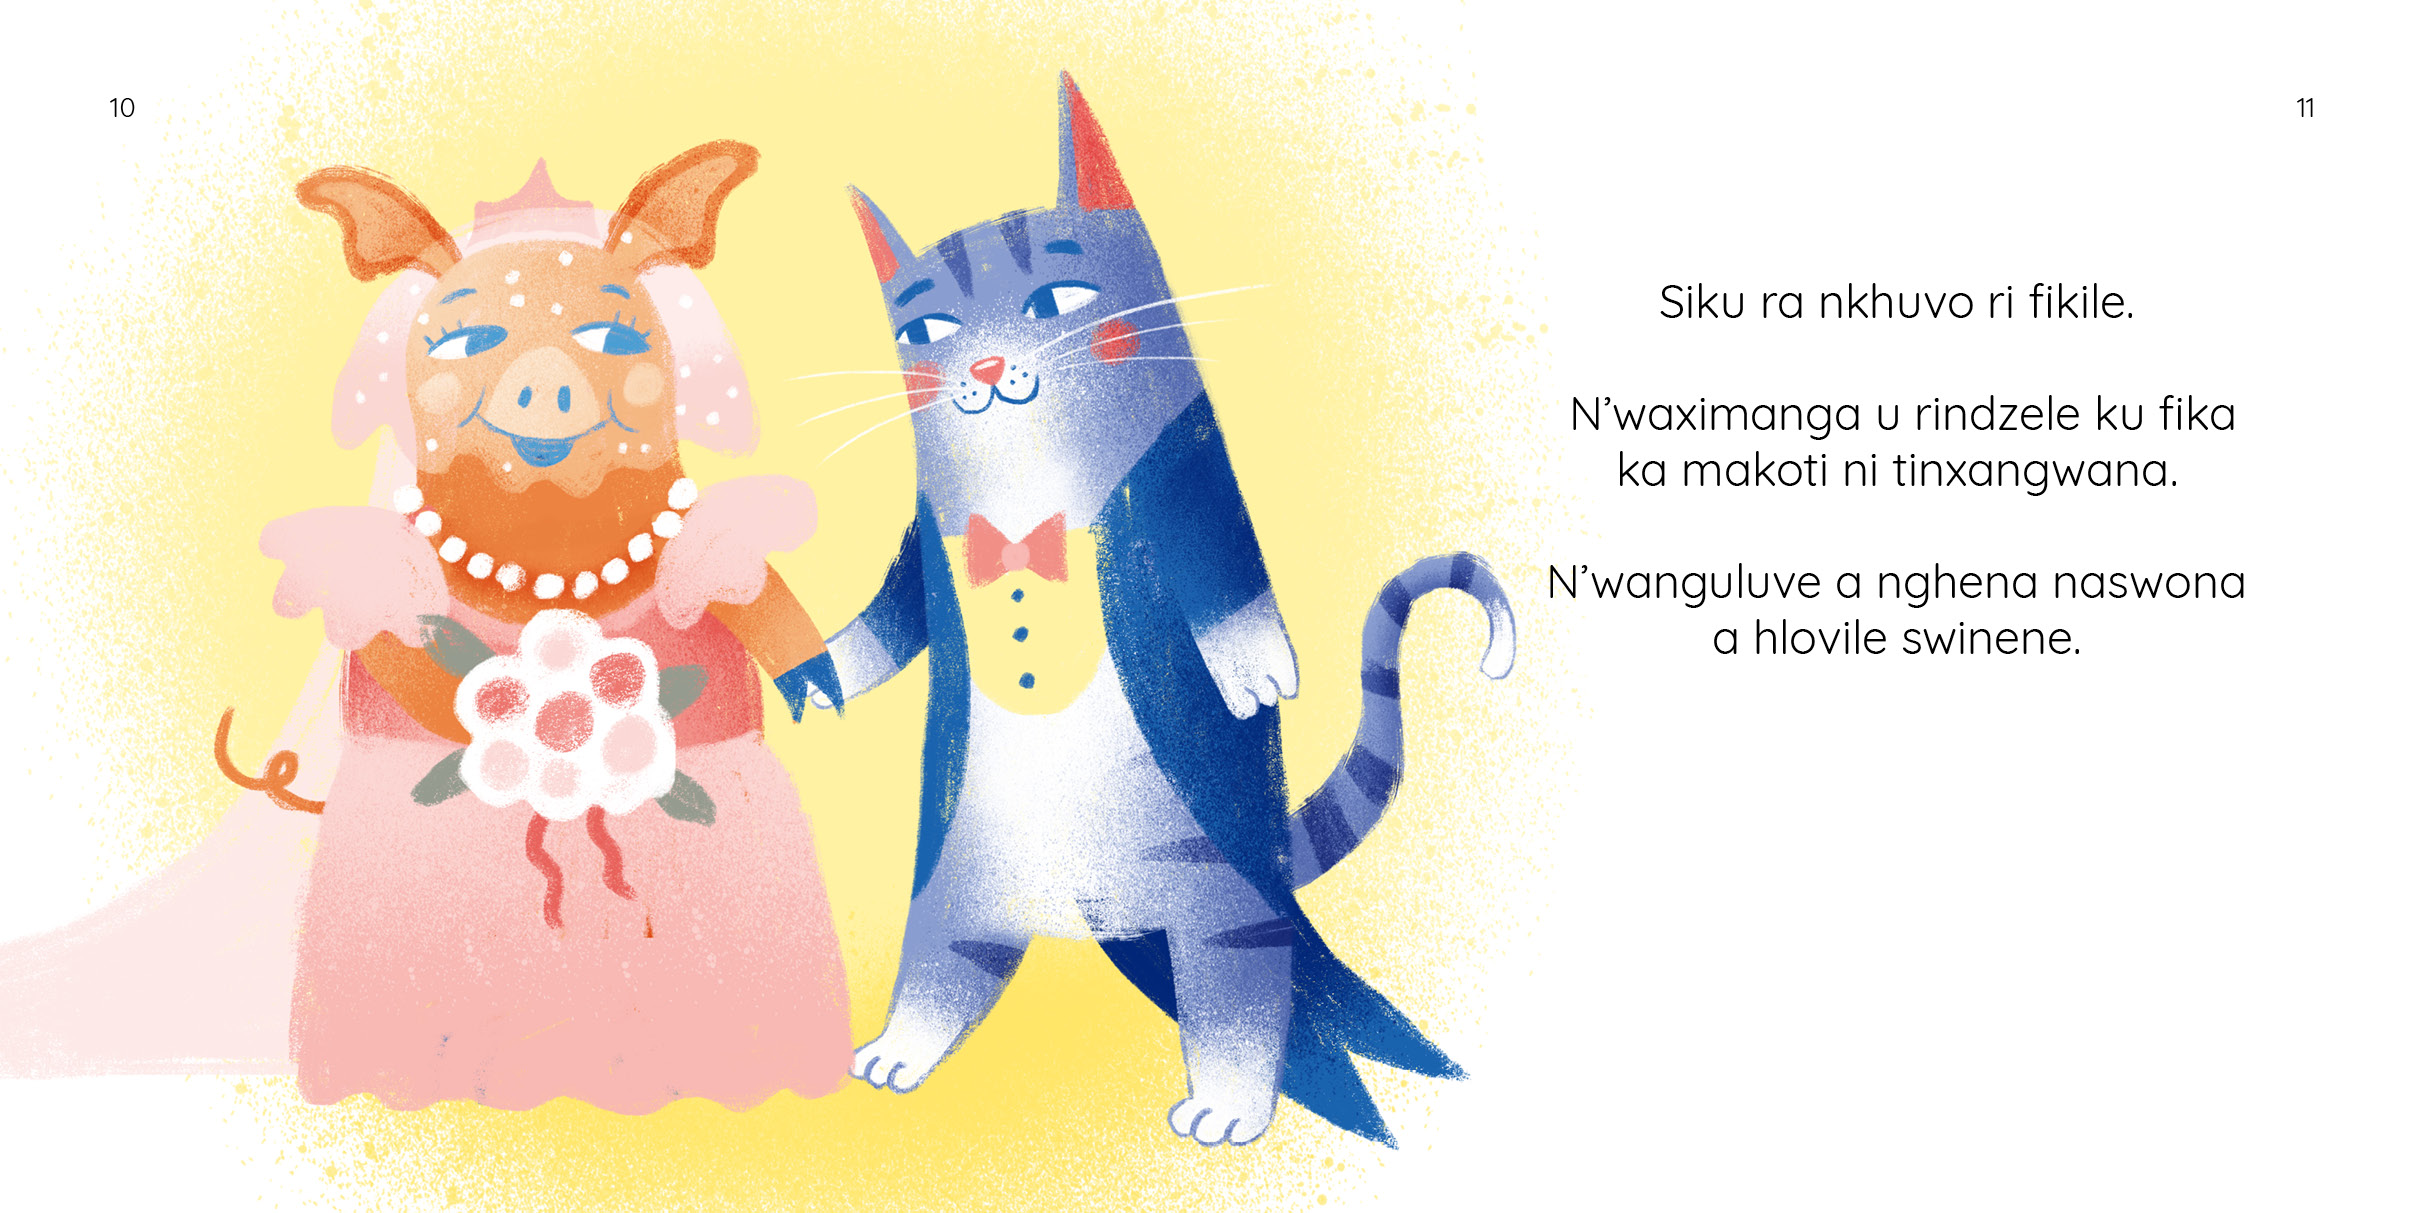 10
11
Siku ra nkhuvo ri fikile.
N’waximanga u rindzele ku fika
ka makoti ni tinxangwana.
N’wanguluve a nghena naswona
a hlovile swinene.